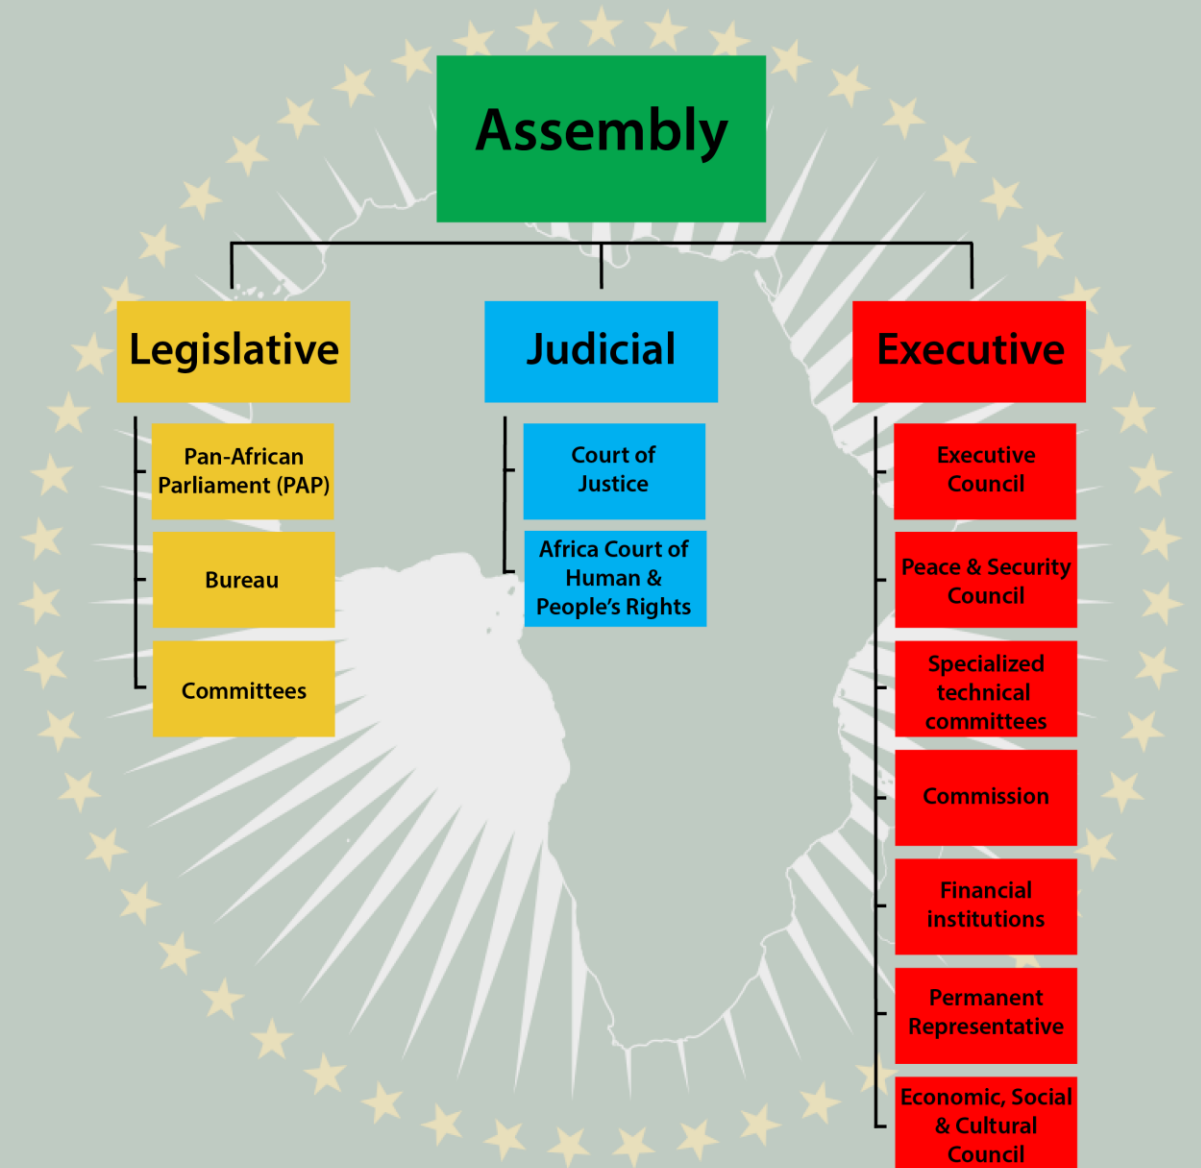 Assembly
Legislative
Pan-African
Parliament (PAP)
Bureau
Committees
Judicial
Court of
Justice
Africa Court of
Human &
People’s Rights
Executive
Executive
Council
Peace & Security
Council
Specialized
technical
committees
Commission
Financial
institutions
Permanent
Representative
Economic, Social
& Cultural
Council